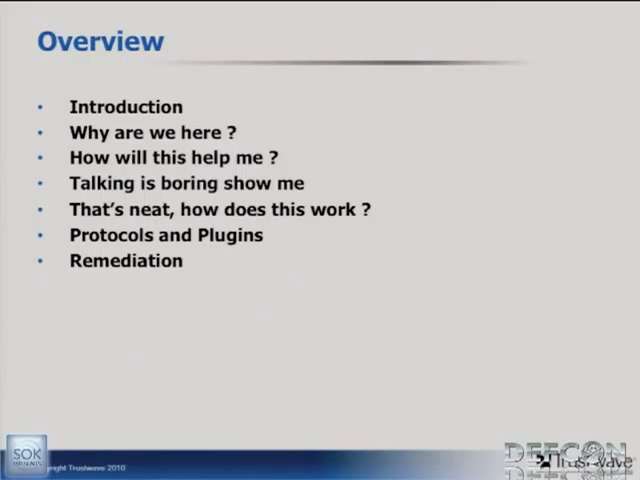 Overview
• Introduction
• Why are we here ?
• How will this help me ?
• Talking is boring show me
• That's neat, how does this work ?
• Protocols and Plugins
• Remediation
SOK
yright Trustwave 2010
DEFCON
Trustwave